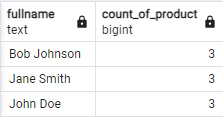 fullname count_of_product
text bigint
Bob Johnson 3
Jane Smith 3
John Doe 3